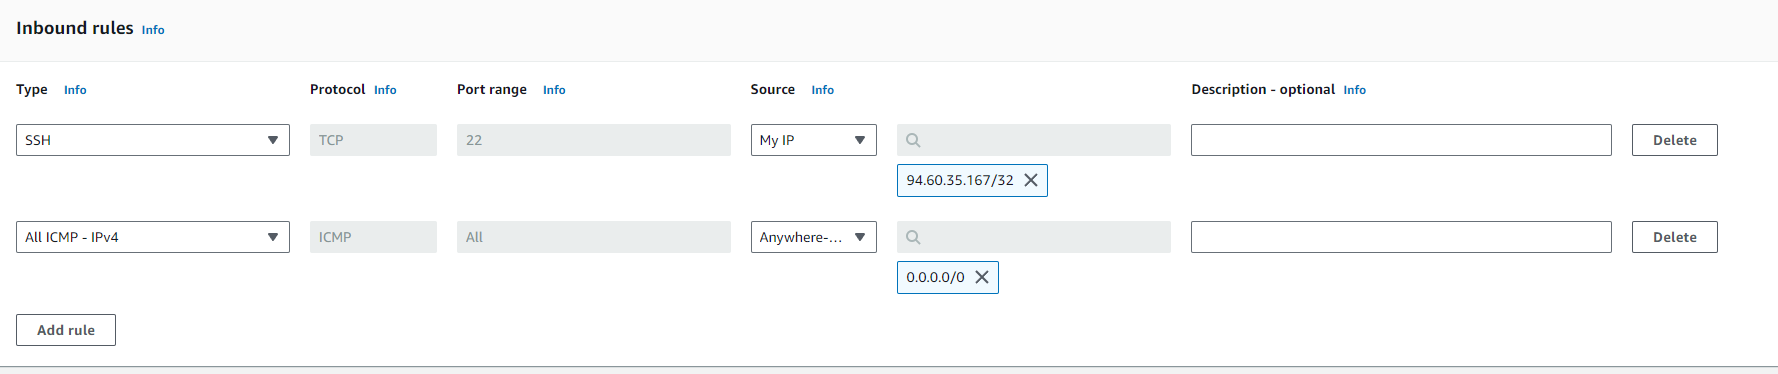 Inbound rules Info
Type Info Protocol Info Port range Info Source Info Description - optional Info
SSH TCP 22 My IP Delete
94.60.35.167/32
All ICMP - IPv4 ICMP All Anywhere-... Delete
0.0.0.0/0
Add rule